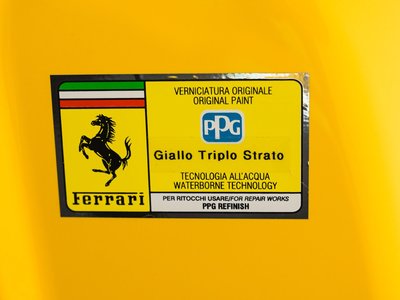 VERNICIATURA ORIGINALE
ORIGINAL PAINT
PPG
Giallo Triplo Strato
TECNOLOGIA ALL'ACQUA
WATERBORNE TECHNOLOGY
Ferrari
PER RITOCCHI USARE/FOR REPAIR WORKS
PPG REFINISH